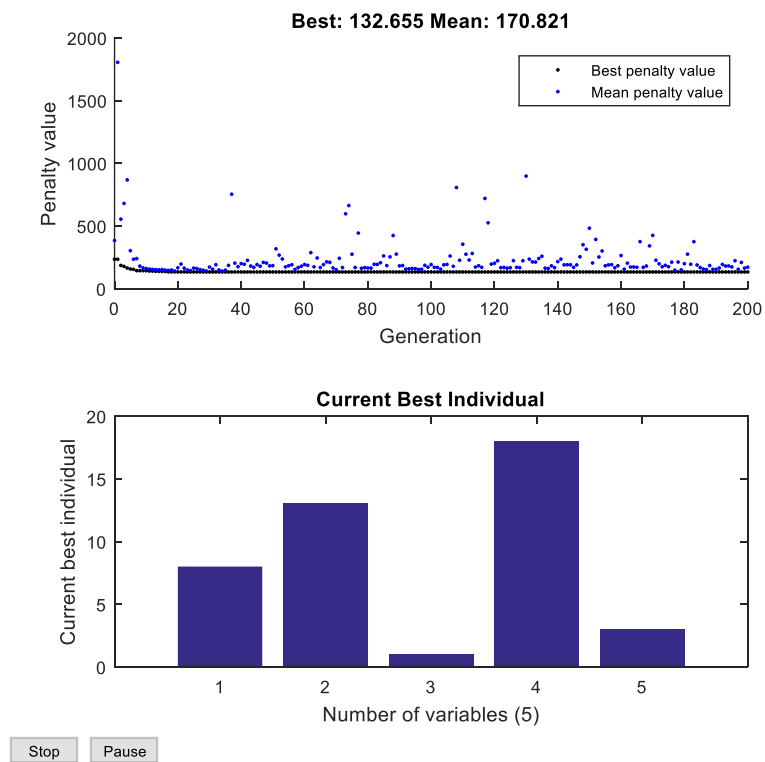 Best: 132.655 Mean: 170.821
2000
1500
1000
500
0
Penalty value
Best penalty value
Mean penalty value
0 20 40 60 80 100 120 140 160 180 200
Generation
Current Best Individual
20
15
10
5
0
Current best individual
1 2 3 4 5
Number of variables (5)
Stop Pause